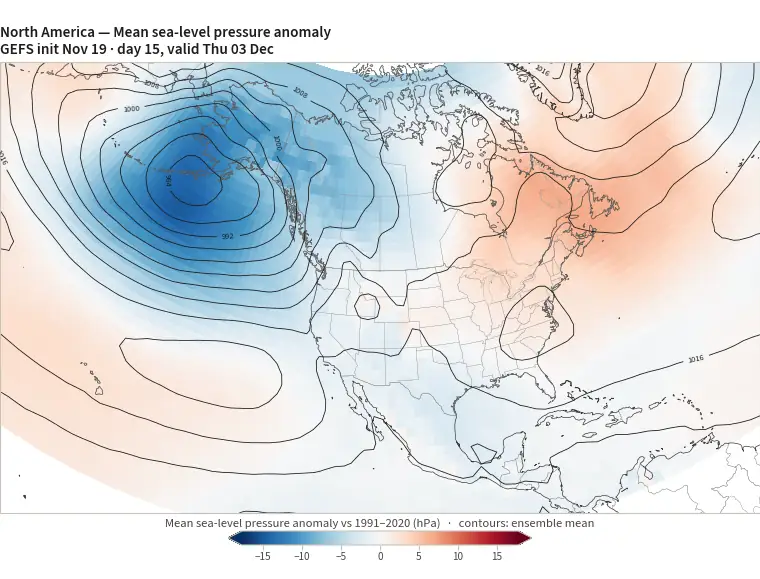 North America — Mean sea-level pressure anomaly
GEFS init Nov 19 · day 15, valid Thu 03 Dec
1016
1008
1008
1000
1016
1000
984
992
1016
Mean sea-level pressure anomaly vs 1991–2020 (hPa) · contours: ensemble mean
−15 −10 −5 0 5 10 15